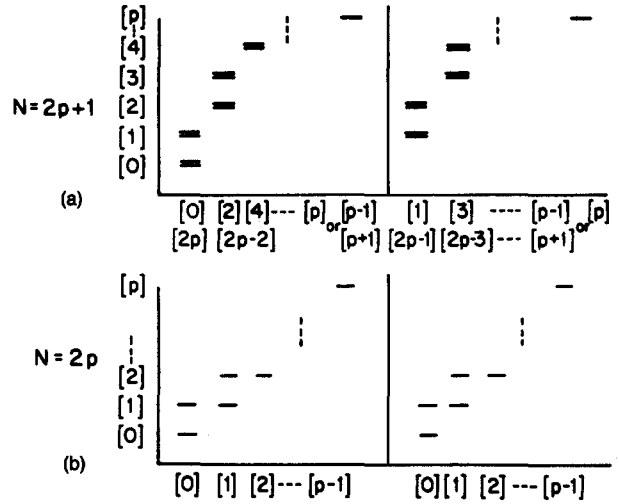 [p]
[4]
[3]
N=2p+1
[2]
[1]
[0]
(a)
[0] [2] [4]---- [p] or [p-1] [1] [3] ---- [p-1] or [p]
[2p] [2p-2] [p+1] [2p-1] [2p-3]---- [p+1]
[p]
N=2p
[2]
[1]
[0]
(b)
[0] [1] [2]---- [p-1] [0] [1] [2] ---- [p-1]